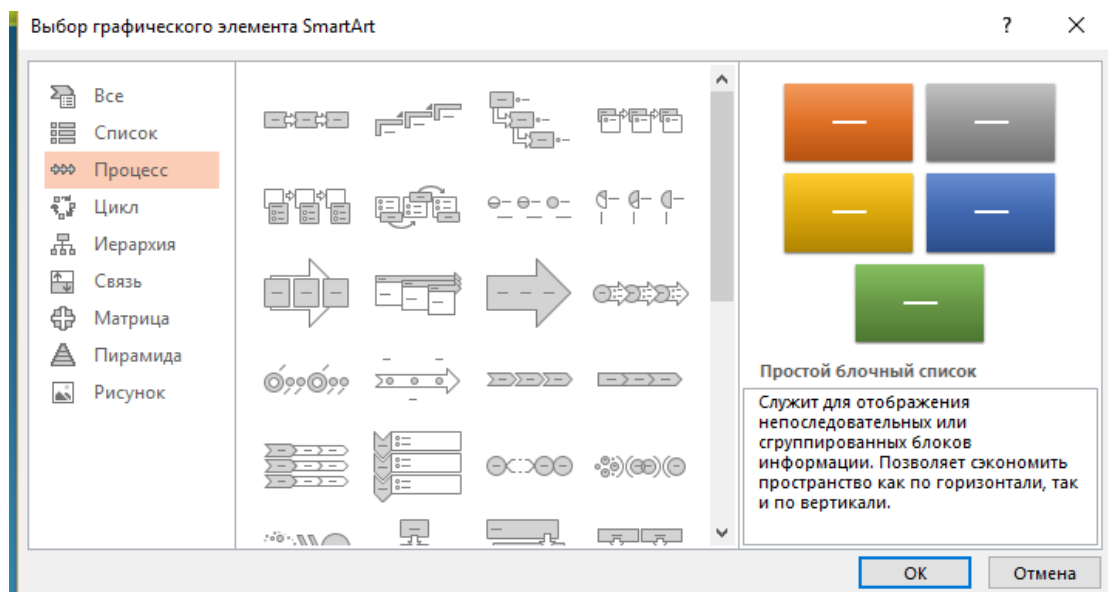 Выбор графического элемента SmartArt
?
Все
Список
Процесс
Цикл
Иерархия
Связь
Матрица
Пирамида
Рисунок
Простой блочный список
Служит для отображения
непоследовательных или
сгруппированных блоков
информации. Позволяет сэкономить
пространство как по горизонтали, так
и по вертикали.
ОК
Отмена